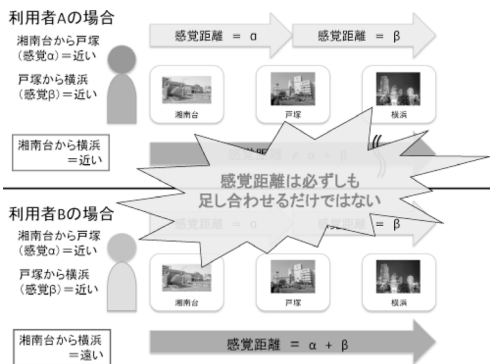 利用者Aの場合
湘南台から戸塚
(感覚α)＝近い
戸塚から横浜
(感覚β)＝近い
湘南台から横浜
＝近い
感覚距離 ＝ α
感覚距離 ＝ β
湘南台
戸塚
横浜
感覚距離は必ずしも
足し合わせるだけではない
利用者Bの場合
湘南台から戸塚
(感覚α)＝近い
戸塚から横浜
(感覚β)＝近い
湘南台から横浜
＝遠い
感覚距離 ＝ α
感覚距離 ＝ β
湘南台
戸塚
横浜
感覚距離 ＝ α + β